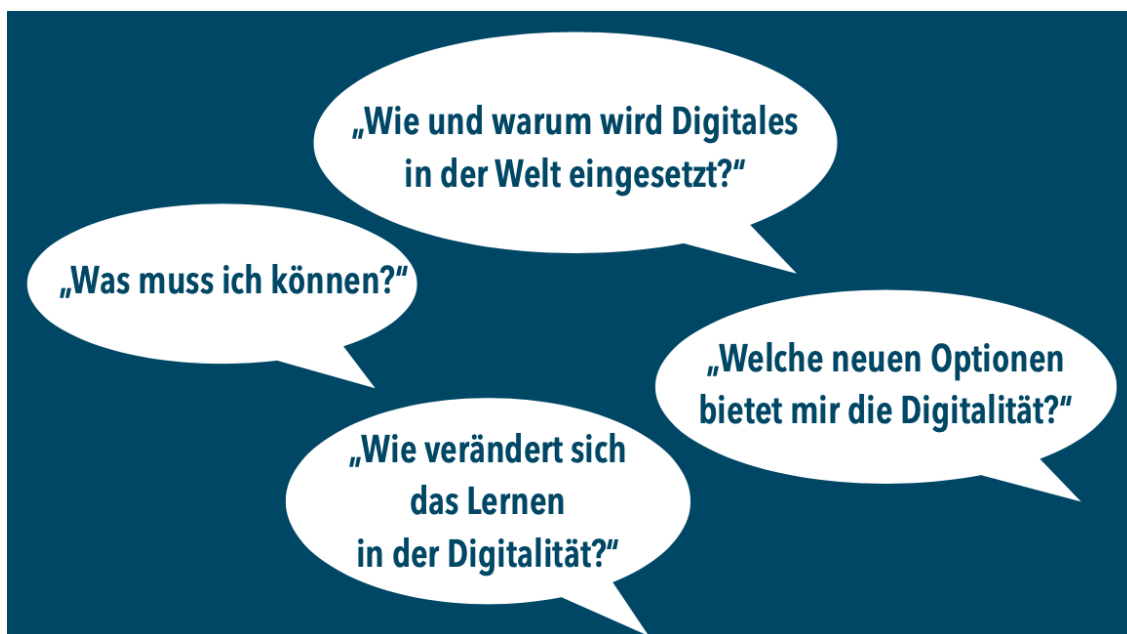 „Wie und warum wird Digitales
in der Welt eingesetzt?“
„Was muss ich können?“
„Welche neuen Optionen
bietet mir die Digitalität?“
„Wie verändert sich
das Lernen
in der Digitalität?“